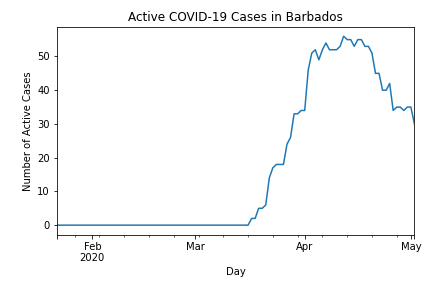 Active COVID-19 Cases in Barbados
Number of Active Cases
50
40
30
20
10
0
Feb
2020
Mar
Apr
May
Day